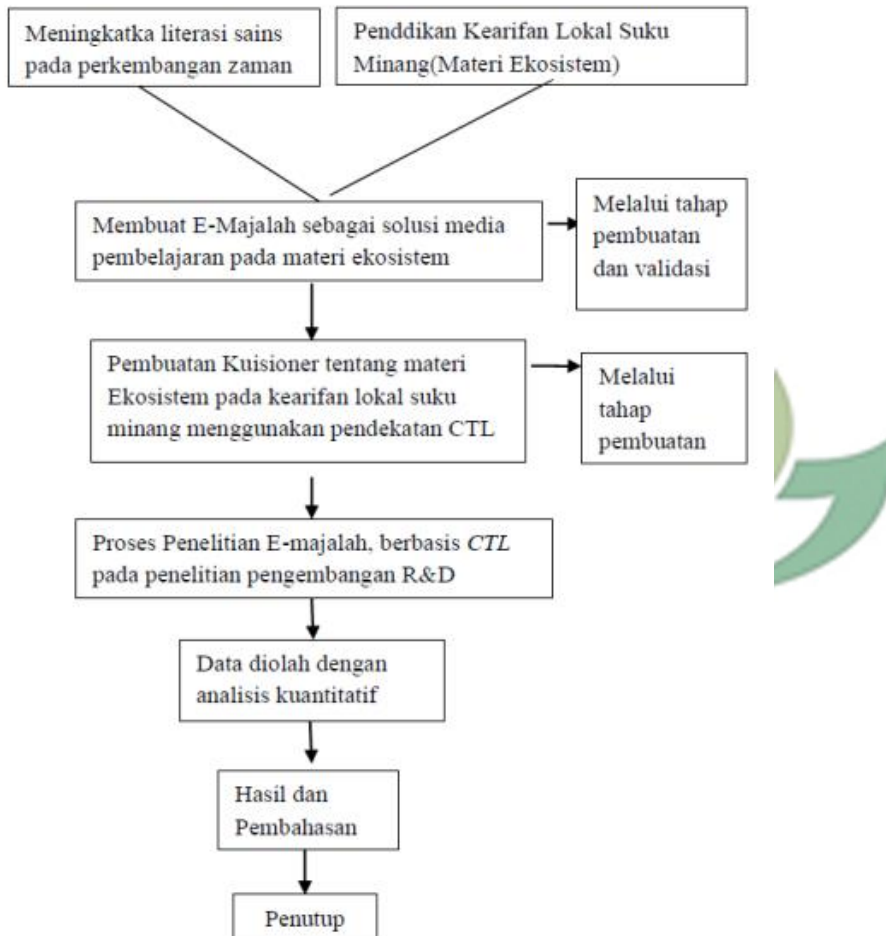 Meningkatka literasi sains
pada perkembangan zaman
Penddikan Kearifan Lokal Suku
Minang(Materi Ekosistem)
Membuat E-Majalah sebagai solusi media
pembelajaran pada materi ekosistem
Melalui tahap
pembuatan
dan validasi
Pembuatan Kuisioner tentang materi
Ekosistem pada kearifan lokal suku
minang menggunakan pendekatan CTL
Melalui
tahap
pembuatan
Proses Penelitian E-majalah, berbasis CTL
pada penelitian pengembangan R&D
Data diolah dengan
analisis kuantitatif
Hasil dan
Pembahasan
Penutup